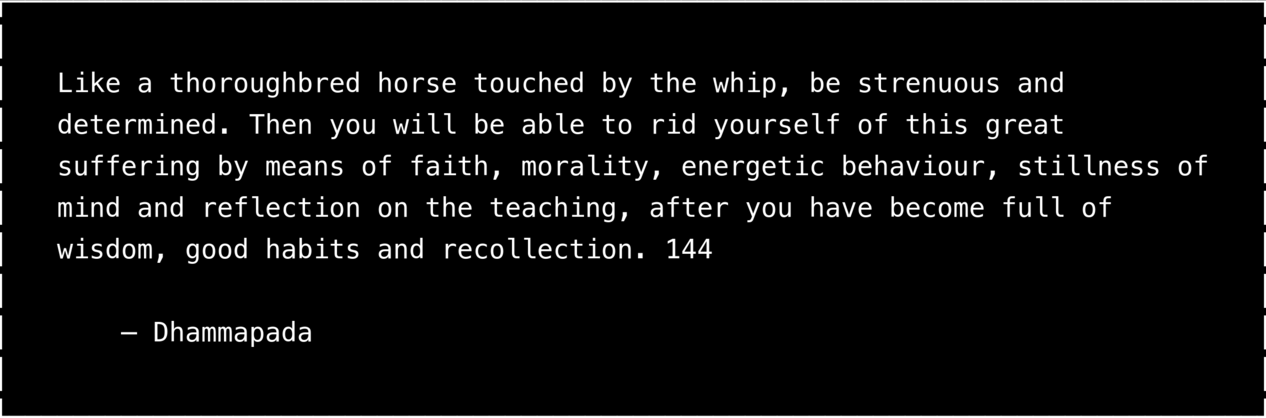 Like a thoroughbred horse touched by the whip, be strenuous and
determined. Then you will be able to rid yourself of this great
suffering by means of faith, morality, energetic behaviour, stillness of
mind and reflection on the teaching, after you have become full of
wisdom, good habits and recollection. 144
— Dhammapada